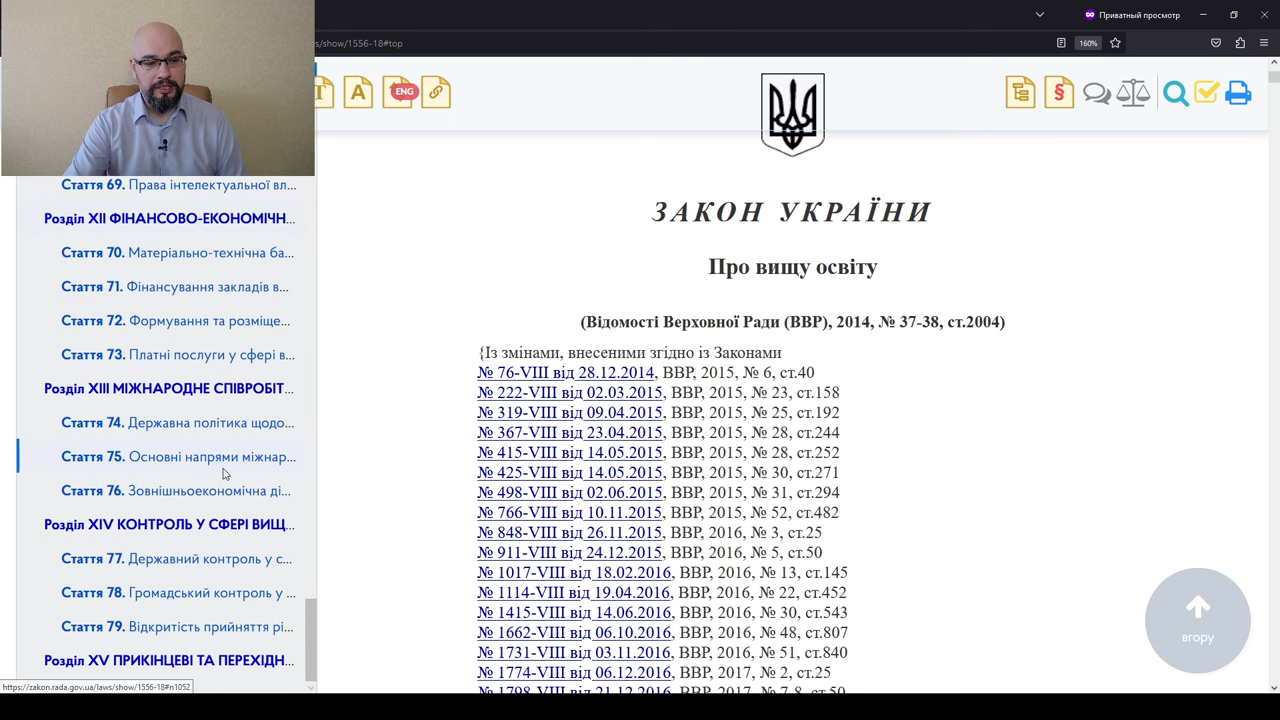 Приватный просмотр
s/show/1556-18#top
160%
T
A
ENG
§
Стаття 69. Права інтелектуальної вл...
Розділ XII ФІНАНСОВО-ЕКОНОМІЧН...
Стаття 70. Матеріально-технічна ба...
Стаття 71. Фінансування закладів в...
Стаття 72. Формування та розміще...
Стаття 73. Платні послуги у сфері в...
Розділ XIII МІЖНАРОДНЕ СПІВРОБІТ...
Стаття 74. Державна політика щодо...
Стаття 75. Основні напрями міжнар...
Стаття 76. Зовнішньоекономічна ді...
Розділ XIV КОНТРОЛЬ У СФЕРІ ВИЩ...
Стаття 77. Державний контроль у с...
Стаття 78. Громадський контроль у ...
Стаття 79. Відкритість прийняття рі...
Розділ XV ПРИКІНЦЕВІ ТА ПЕРЕХІДН...
https://zakon.rada.gov.ua/laws/show/1556-18#n1052
ЗАКОН УКРАЇНИ
Про вищу освіту
(Відомості Верховної Ради (ВВР), 2014, № 37-38, ст.2004)
{Із змінами, внесеними згідно із Законами
№ 76-VIII від 28.12.2014, ВВР, 2015, № 6, ст.40
№ 222-VIII від 02.03.2015, ВВР, 2015, № 23, ст.158
№ 319-VIII від 09.04.2015, ВВР, 2015, № 25, ст.192
№ 367-VIII від 23.04.2015, ВВР, 2015, № 28, ст.244
№ 415-VIII від 14.05.2015, ВВР, 2015, № 28, ст.252
№ 425-VIII від 14.05.2015, ВВР, 2015, № 30, ст.271
№ 498-VIII від 02.06.2015, ВВР, 2015, № 31, ст.294
№ 766-VIII від 10.11.2015, ВВР, 2015, № 52, ст.482
№ 848-VIII від 26.11.2015, ВВР, 2016, № 3, ст.25
№ 911-VIII від 24.12.2015, ВВР, 2016, № 5, ст.50
№ 1017-VIII від 18.02.2016, ВВР, 2016, № 13, ст.145
№ 1114-VIII від 19.04.2016, ВВР, 2016, № 22, ст.452
№ 1415-VIII від 14.06.2016, ВВР, 2016, № 30, ст.543
№ 1662-VIII від 06.10.2016, ВВР, 2016, № 48, ст.807
№ 1731-VIII від 03.11.2016, ВВР, 2016, № 51, ст.840
№ 1774-VIII від 06.12.2016, ВВР, 2017, № 2, ст.25
№ 1798-VIII від 21.12.2016, ВВР, 2017, № 7-8, ст.50
вгору